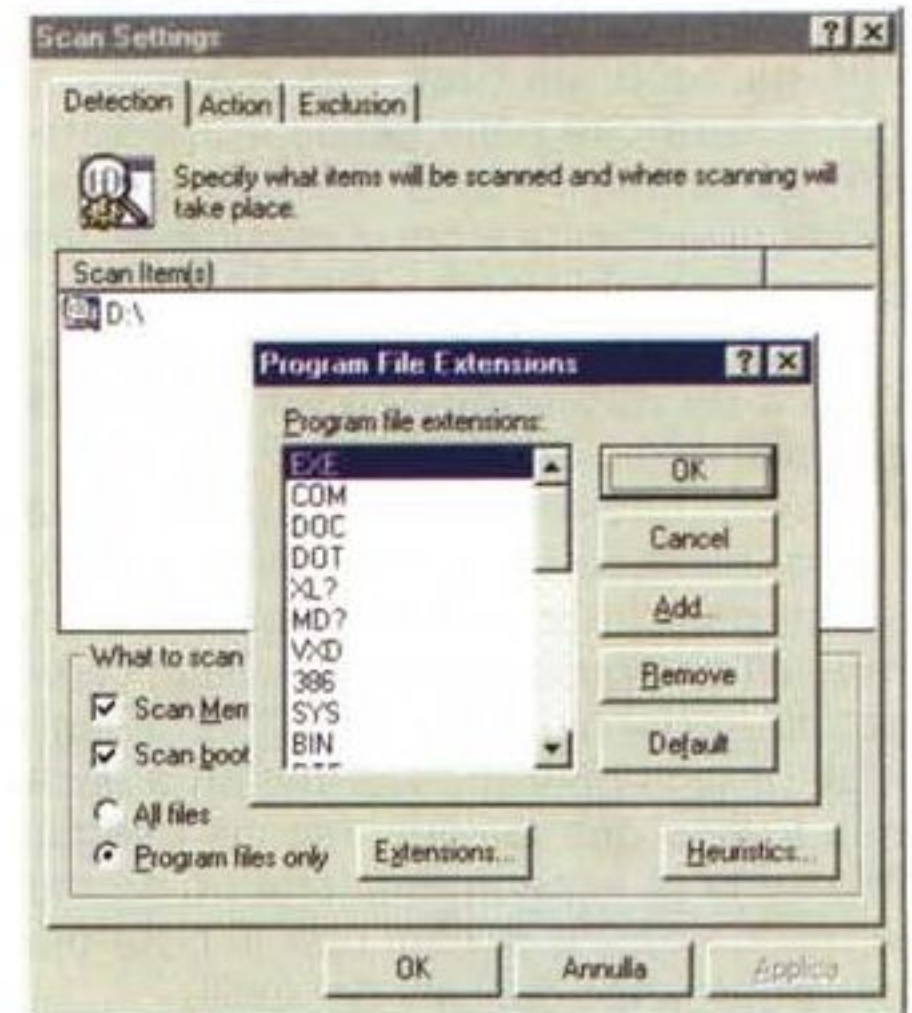 Scan Settings
Detection
Action
Exclusion
Specify what items will be scanned and where scanning will
take place.
Scan Item(s)
D:\
Program File Extensions
Program file extensions:
EXE
COM
DOC
DOT
XL?
MD?
VXD
386
SYS
BIN
OK
Cancel
Add...
Remove
Default
What to scan
Scan Mem
Scan boot
All files
Program files only
Extensions...
Heuristics...
OK
Annulla
Applica